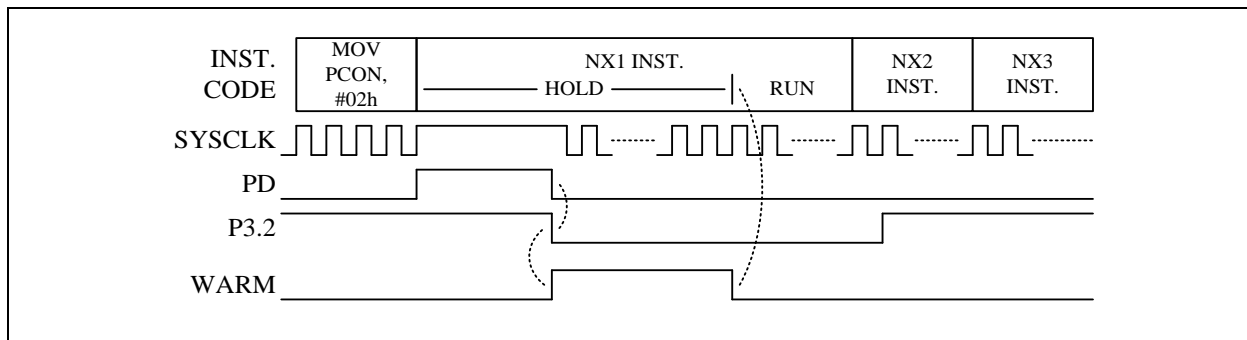 INST.
CODE
MOV
PCON,
#02h
NX1 INST.
HOLD
RUN
NX2
INST.
NX3
INST.
SYSCLK
PD
P3.2
WARM